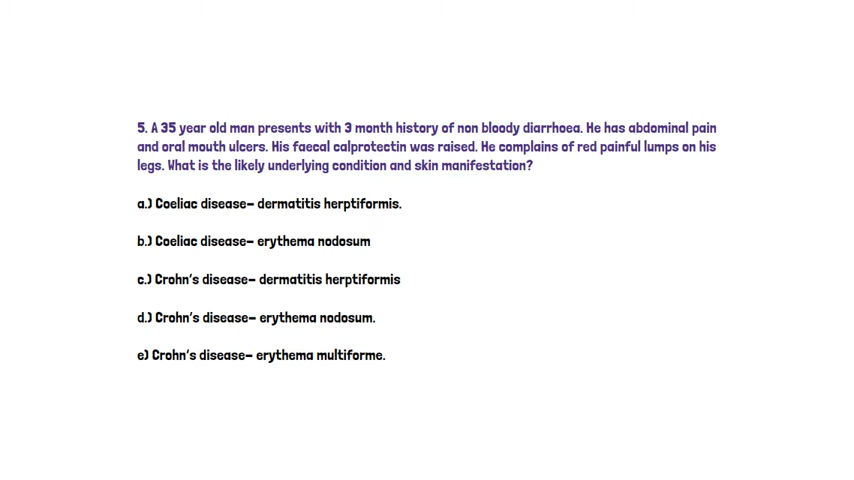 5. A 35 year old man presents with 3 month history of non bloody diarrhoea. He has abdominal pain
and oral mouth ulcers. His faecal calprotectin was raised. He complains of red painful lumps on his
legs. What is the likely underlying condition and skin manifestation?
a.) Coeliac disease– dermatitis herptiformis.
b.) Coeliac disease– erythema nodosum
c.) Crohn's disease– dermatitis herptiformis
d.) Crohn's disease– erythema nodosum.
e) Crohn's disease– erythema multiforme.